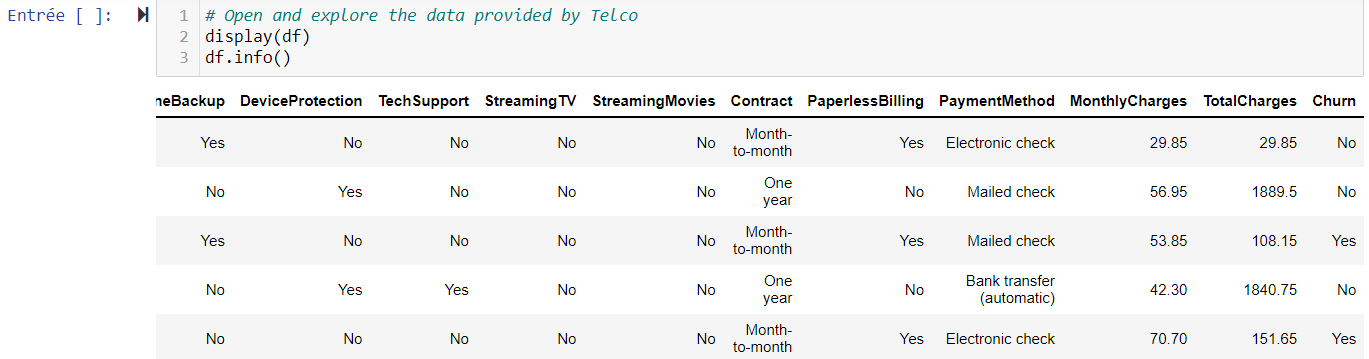 Entrée [ ]:
1 # Open and explore the data provided by Telco
2 display(df)
3 df.info()
neBackup DeviceProtection TechSupport StreamingTV StreamingMovies Contract PaperlessBilling PaymentMethod MonthlyCharges TotalCharges Churn
Yes No No No No Month-to-month Yes Electronic check 29.85 29.85 No
No Yes No No No One year No Mailed check 56.95 1889.5 No
Yes No No No No Month-to-month Yes Mailed check 53.85 108.15 Yes
No Yes Yes No No One year No Bank transfer (automatic) 42.30 1840.75 No
No No No No No Month-to-month Yes Electronic check 70.70 151.65 Yes